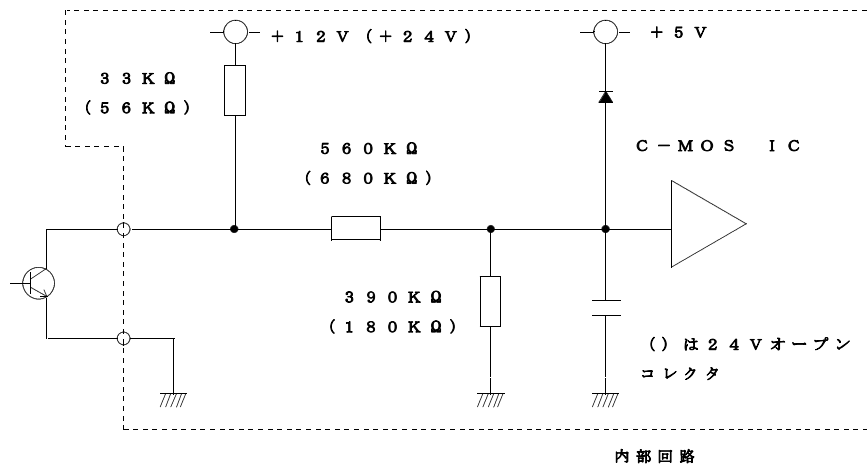 ＋１２Ｖ（＋２４Ｖ）
＋５Ｖ
３３ＫΩ
（５６ＫΩ）
５６０ＫΩ
（６８０ＫΩ）
Ｃ－ＭＯＳ　ＩＣ
３９０ＫΩ
（１８０ＫΩ）
（）は２４Ｖオープン
コレクタ
内部回路